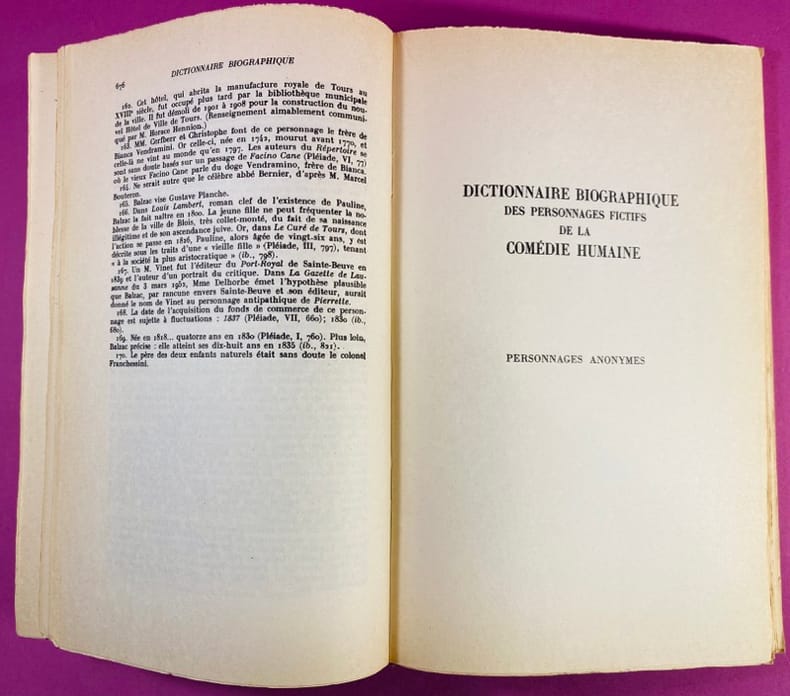 676
DICTIONNAIRE BIOGRAPHIQUE
162. Cet hôtel, qui abrita la manufacture royale de Tours au
XVIIIᵉ siècle, fut occupé plus tard par la bibliothèque municipale
de la ville. Il fut démoli de 1901 à 1908 pour la construction du nou-
vel Hôtel de Ville de Tours. (Renseignement aimablement communi-
qué par M. Horace Hennion.)
163. MM. Cerfberr et Christophe font de ce personnage le frère de
Bianca Vendramini. Or celle-ci, née en 1742, mourut avant 1770, et
celle-là ne vint au monde qu'en 1797. Les auteurs du Répertoire se
sont sans doute basés sur un passage de Facino Cane (Pléiade, VI, 77)
où le vieux Facino Cane parle du doge Vendramino, frère de Bianca.
164. Ne serait autre que le célèbre abbé Bernier, d'après M. Marcel
Bouteron.
165. Balzac vise Gustave Planche.
166. Dans Louis Lambert, roman clef de l'existence de Pauline,
Balzac la fait naître en 1800. La jeune fille ne peut fréquenter la no-
blesse de la ville de Blois, très collet-monté, du fait de sa naissance
illégitime et de son ascendance juive. Or, dans Le Curé de Tours, dont
l'action se passe en 1826, Pauline, alors âgée de vingt-six ans, y est
décrite sous les traits d'une « vieille fille » (Pléiade, III, 797), tenant
« à la société la plus aristocratique » (ib., 798).
167. Un M. Vinet fut l'éditeur du Port-Royal de Sainte-Beuve en
1839 et l'auteur d'un portrait du critique. Dans La Gazette de Lau-
sanne du 3 mars 1962, Mme Delhorbe émet l'hypothèse plausible
que Balzac, par rancune envers Sainte-Beuve et son éditeur, aurait
donné le nom de Vinet au personnage antipathique de Pierrette.
168. La date de l'acquisition du fonds de commerce de ce person-
nage est sujette à fluctuations : 1837 (Pléiade, VII, 660) ; 1830 (ib.,
680).
169. Née en 1818... quatorze ans en 1830 (Pléiade, I, 760). Plus loin,
Balzac précise : elle atteint ses dix-huit ans en 1835 (ib., 821).
170. Le père des deux enfants naturels était sans doute le colonel
Franchessini.
DICTIONNAIRE BIOGRAPHIQUE
DES PERSONNAGES FICTIFS
DE LA
COMÉDIE HUMAINE
PERSONNAGES ANONYMES